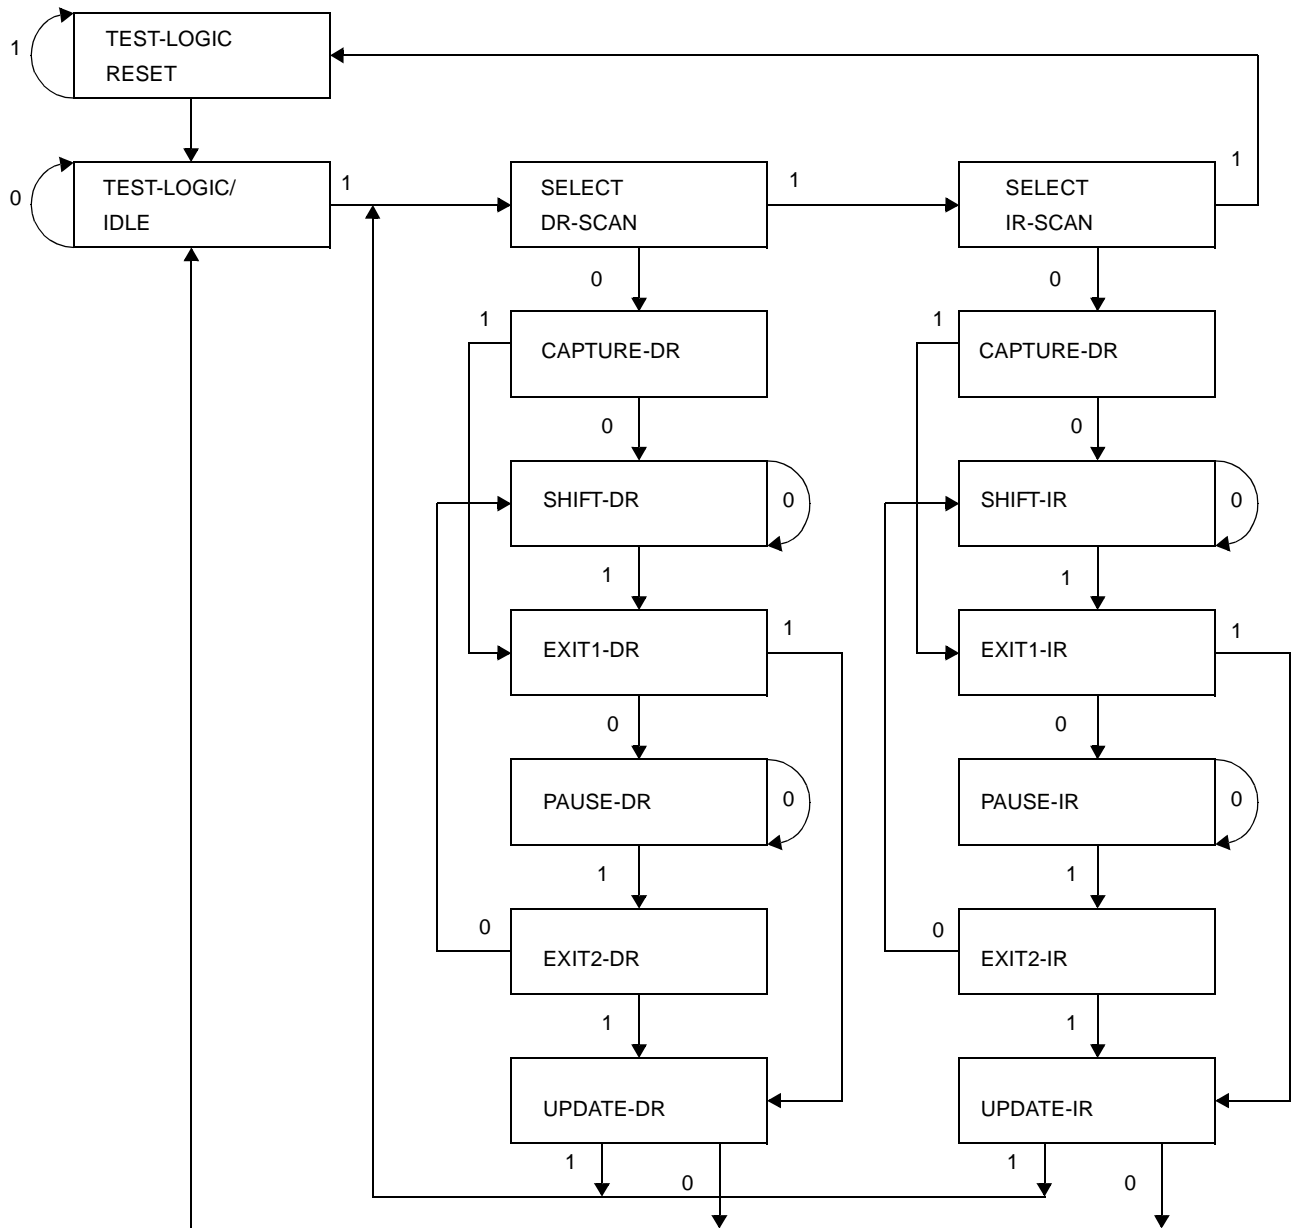 1
TEST-LOGIC
RESET
0
TEST-LOGIC/
IDLE
1
SELECT
DR-SCAN
1
SELECT
IR-SCAN
1
0
0
1
CAPTURE-DR
1
CAPTURE-DR
0
0
SHIFT-DR
0
SHIFT-IR
0
1
1
EXIT1-DR
1
EXIT1-IR
1
0
0
PAUSE-DR
0
PAUSE-IR
0
1
1
0
EXIT2-DR
0
EXIT2-IR
1
1
UPDATE-DR
UPDATE-IR
1
0
1
0